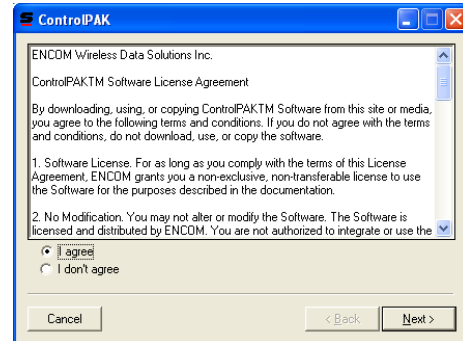 ControlPAK
ENCOM Wireless Data Solutions Inc.
ControlPAKTM Software License Agreement
By downloading, using, or copying ControlPAKTM Software from this site or media,
you agree to the following terms and conditions. If you do not agree with the terms
and conditions, do not download, use, or copy the software.
1. Software License. For as long as you comply with the terms of this License
Agreement, ENCOM grants you a non-exclusive, non-transferable license to use
the Software for the purposes described in the documentation.
2. No Modification. You may not alter or modify the Software. The Software is
licensed and distributed by ENCOM. You are not authorized to integrate or use the
I agree
I don't agree
Cancel
< Back
Next >